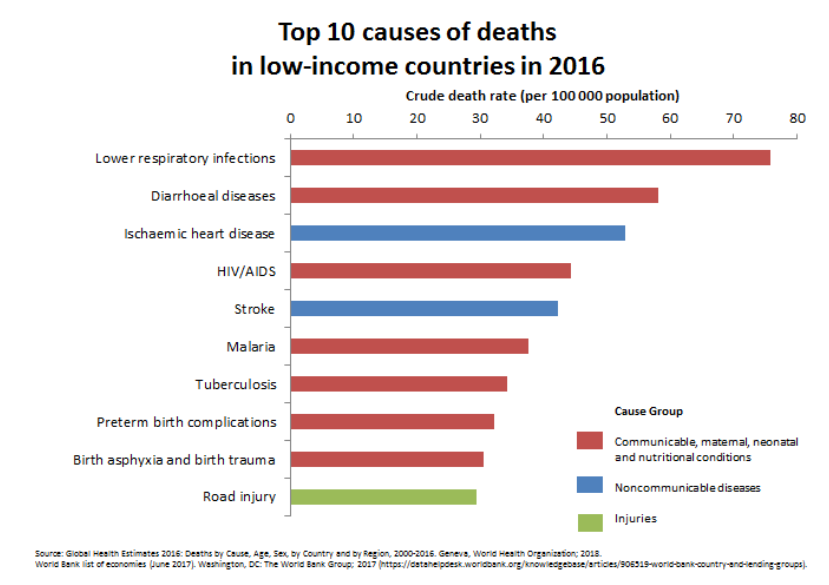 Top 10 causes of deaths
in low-income countries in 2016
Crude death rate (per 100 000 population)
0 10 20 30 40 50 60 70 80
Lower respiratory infections
Diarrhoeal diseases
Ischaemic heart disease
HIV/AIDS
Stroke
Malaria
Tuberculosis
Preterm birth complications
Birth asphyxia and birth trauma
Road injury
Cause Group
Communicable, maternal, neonatal
and nutritional conditions
Noncommunicable diseases
Injuries
Source: Global Health Estimates 2016: Deaths by Cause, Age, Sex, by Country and by Region, 2000-2016. Geneva, World Health Organization; 2018.
World Bank list of economies (June 2017). Washington, DC: The World Bank Group; 2017 (https://datahelpdesk.worldbank.org/knowledgebase/articles/906519-world-bank-country-and-lending-groups).